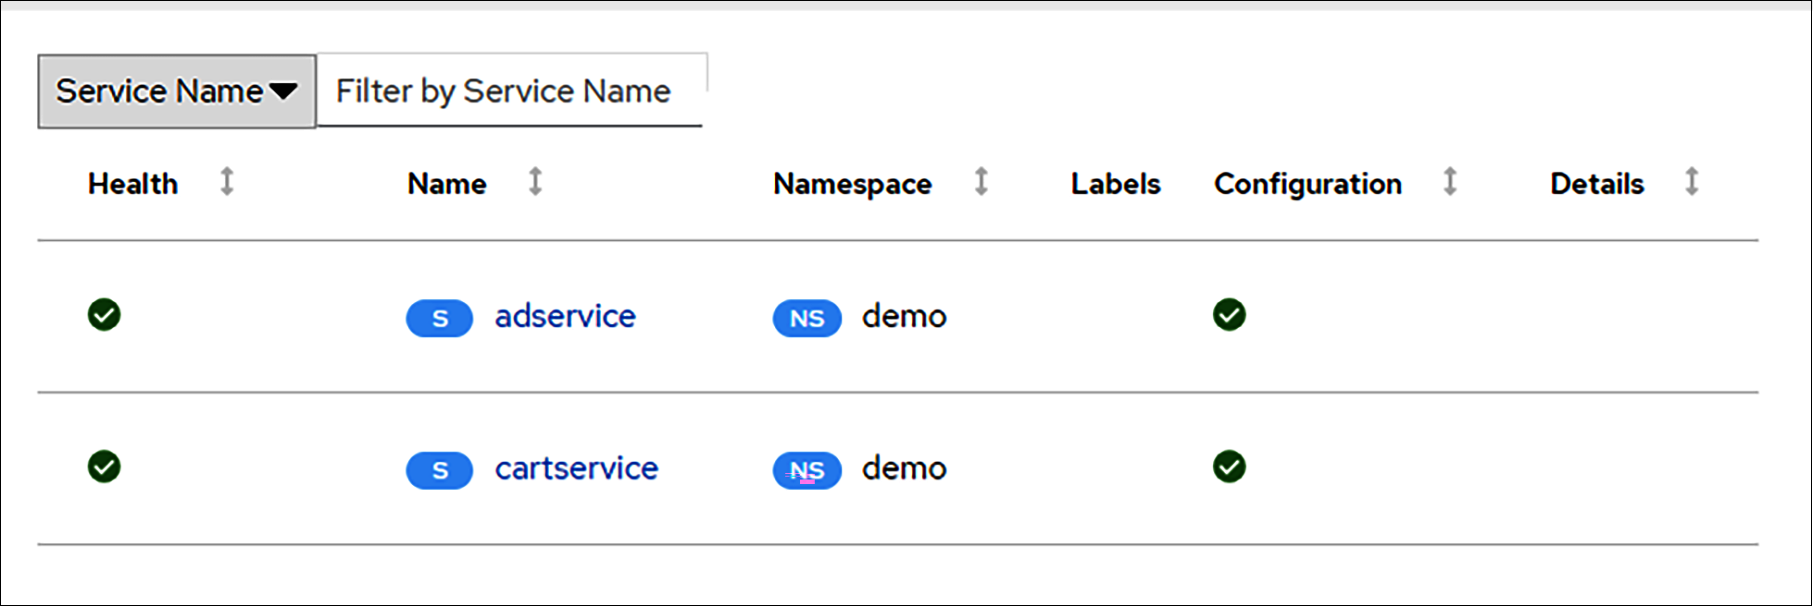 Service Name Filter by Service Name
Health Name Namespace Labels Configuration Details
S adservice NS demo
S cartservice NS demo